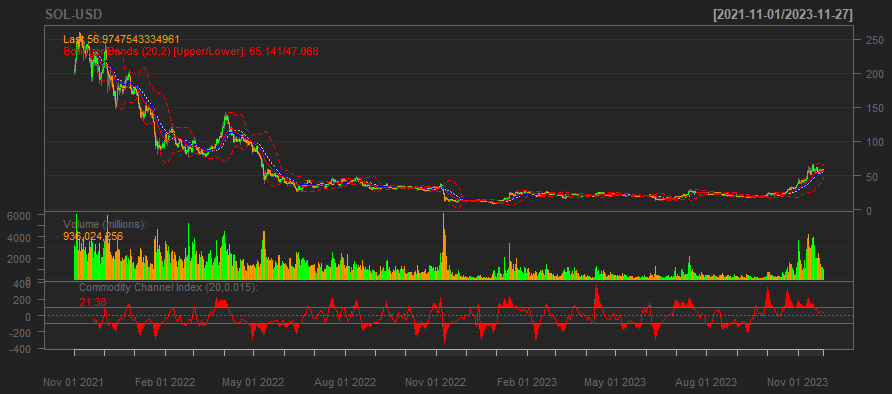 SOL-USD [2021-11-01/2023-11-27]
Last 56.9747543334961
Bollinger Bands (20,2) [Upper/Lower]: 65.141/47.068
250
200
150
100
50
0
Volume (millions):
936,024,256
6000
4000
2000
Commodity Channel Index (20,0.015):
21.38
400
200
0
-200
-400
Nov 01 2021 Feb 01 2022 May 01 2022 Aug 01 2022 Nov 01 2022 Feb 01 2023 May 01 2023 Aug 01 2023 Nov 01 2023